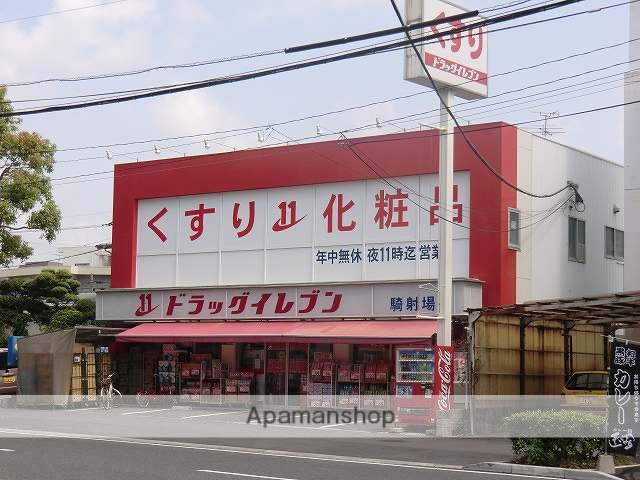 くすり
ドラッグイレブン
くすり 11 化粧品
年中無休 夜11時迄営業
11 ドラッグイレブン 騎射場
Coca-Cola
カレー
Apamanshop